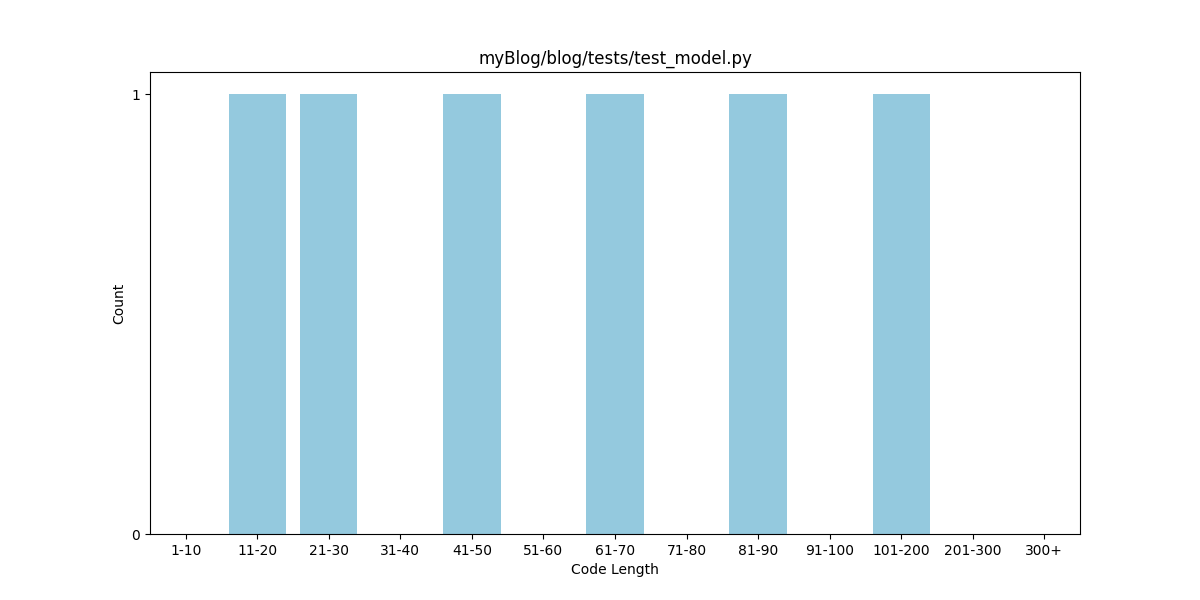 myBlog/blog/tests/test_model.py
1
0
Count
1-10 11-20 21-30 31-40 41-50 51-60 61-70 71-80 81-90 91-100 101-200 201-300 300+
Code Length